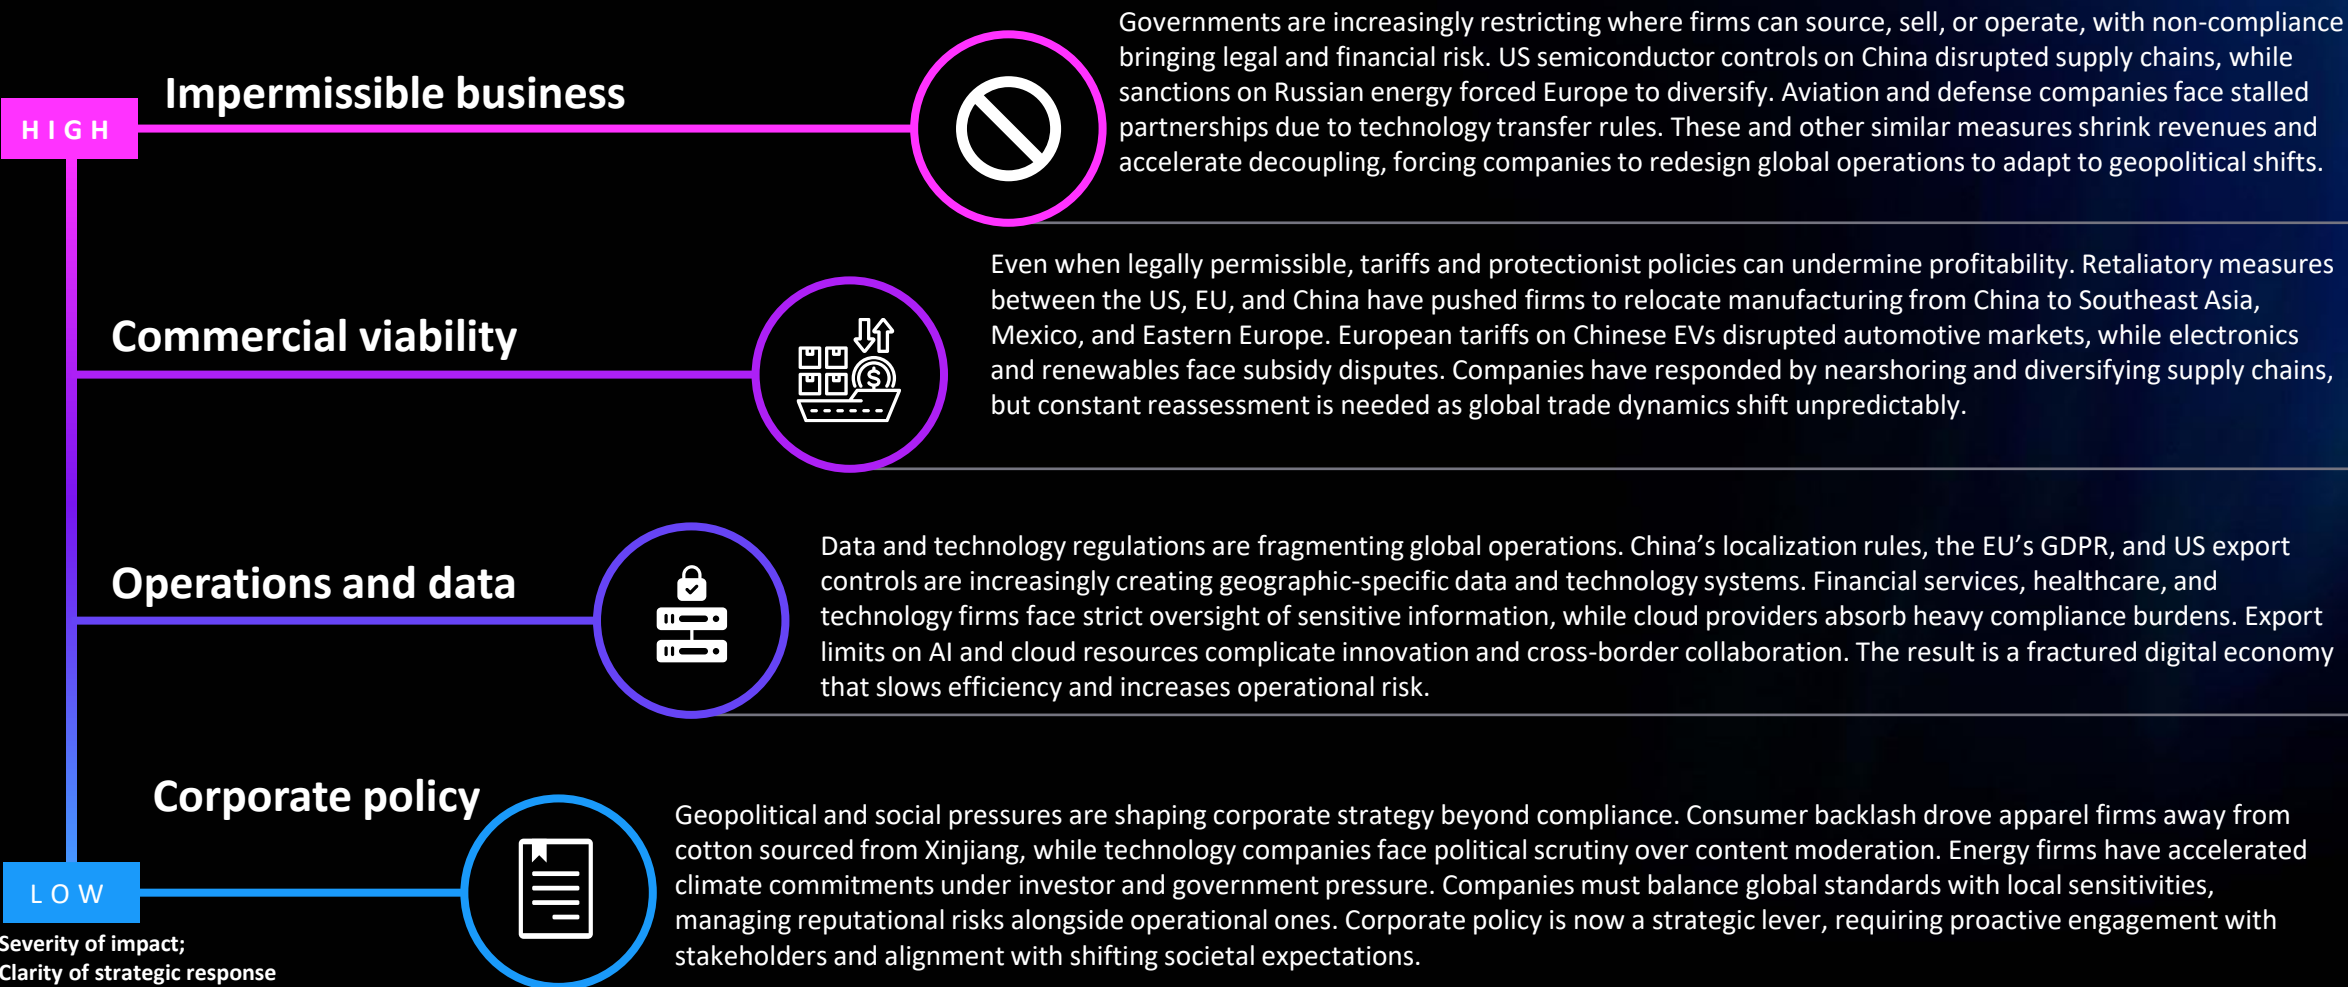 Governments are increasingly restricting where firms can source, sell, or operate, with non-compliance
bringing legal and financial risk. US semiconductor controls on China disrupted supply chains, while
sanctions on Russian energy forced Europe to diversify. Aviation and defense companies face stalled
partnerships due to technology transfer rules. These and other similar measures shrink revenues and
accelerate decoupling, forcing companies to redesign global operations to adapt to geopolitical shifts.
Impermissible business
HIGH
Even when legally permissible, tariffs and protectionist policies can undermine profitability. Retaliatory measures
between the US, EU, and China have pushed firms to relocate manufacturing from China to Southeast Asia,
Mexico, and Eastern Europe. European tariffs on Chinese EVs disrupted automotive markets, while electronics
and renewables face subsidy disputes. Companies have responded by nearshoring and diversifying supply chains,
but constant reassessment is needed as global trade dynamics shift unpredictably.
Commercial viability
$
Data and technology regulations are fragmenting global operations. China’s localization rules, the EU’s GDPR, and US export
controls are increasingly creating geographic-specific data and technology systems. Financial services, healthcare, and
technology firms face strict oversight of sensitive information, while cloud providers absorb heavy compliance burdens. Export
limits on AI and cloud resources complicate innovation and cross-border collaboration. The result is a fractured digital economy
that slows efficiency and increases operational risk.
Operations and data
Corporate policy
Geopolitical and social pressures are shaping corporate strategy beyond compliance. Consumer backlash drove apparel firms away from
cotton sourced from Xinjiang, while technology companies face political scrutiny over content moderation. Energy firms have accelerated
climate commitments under investor and government pressure. Companies must balance global standards with local sensitivities,
managing reputational risks alongside operational ones. Corporate policy is now a strategic lever, requiring proactive engagement with
stakeholders and alignment with shifting societal expectations.
LOW
Severity of impact;
Clarity of strategic response